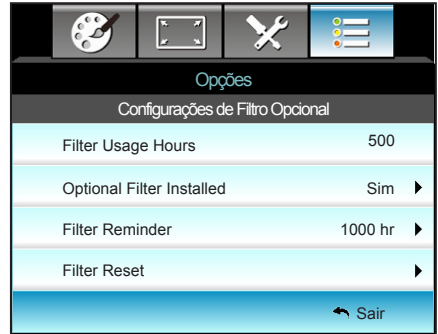 Opções
Configurações de Filtro Opcional
Filter Usage Hours 500
Optional Filter Installed Sim
Filter Reminder 1000 hr
Filter Reset
Sair